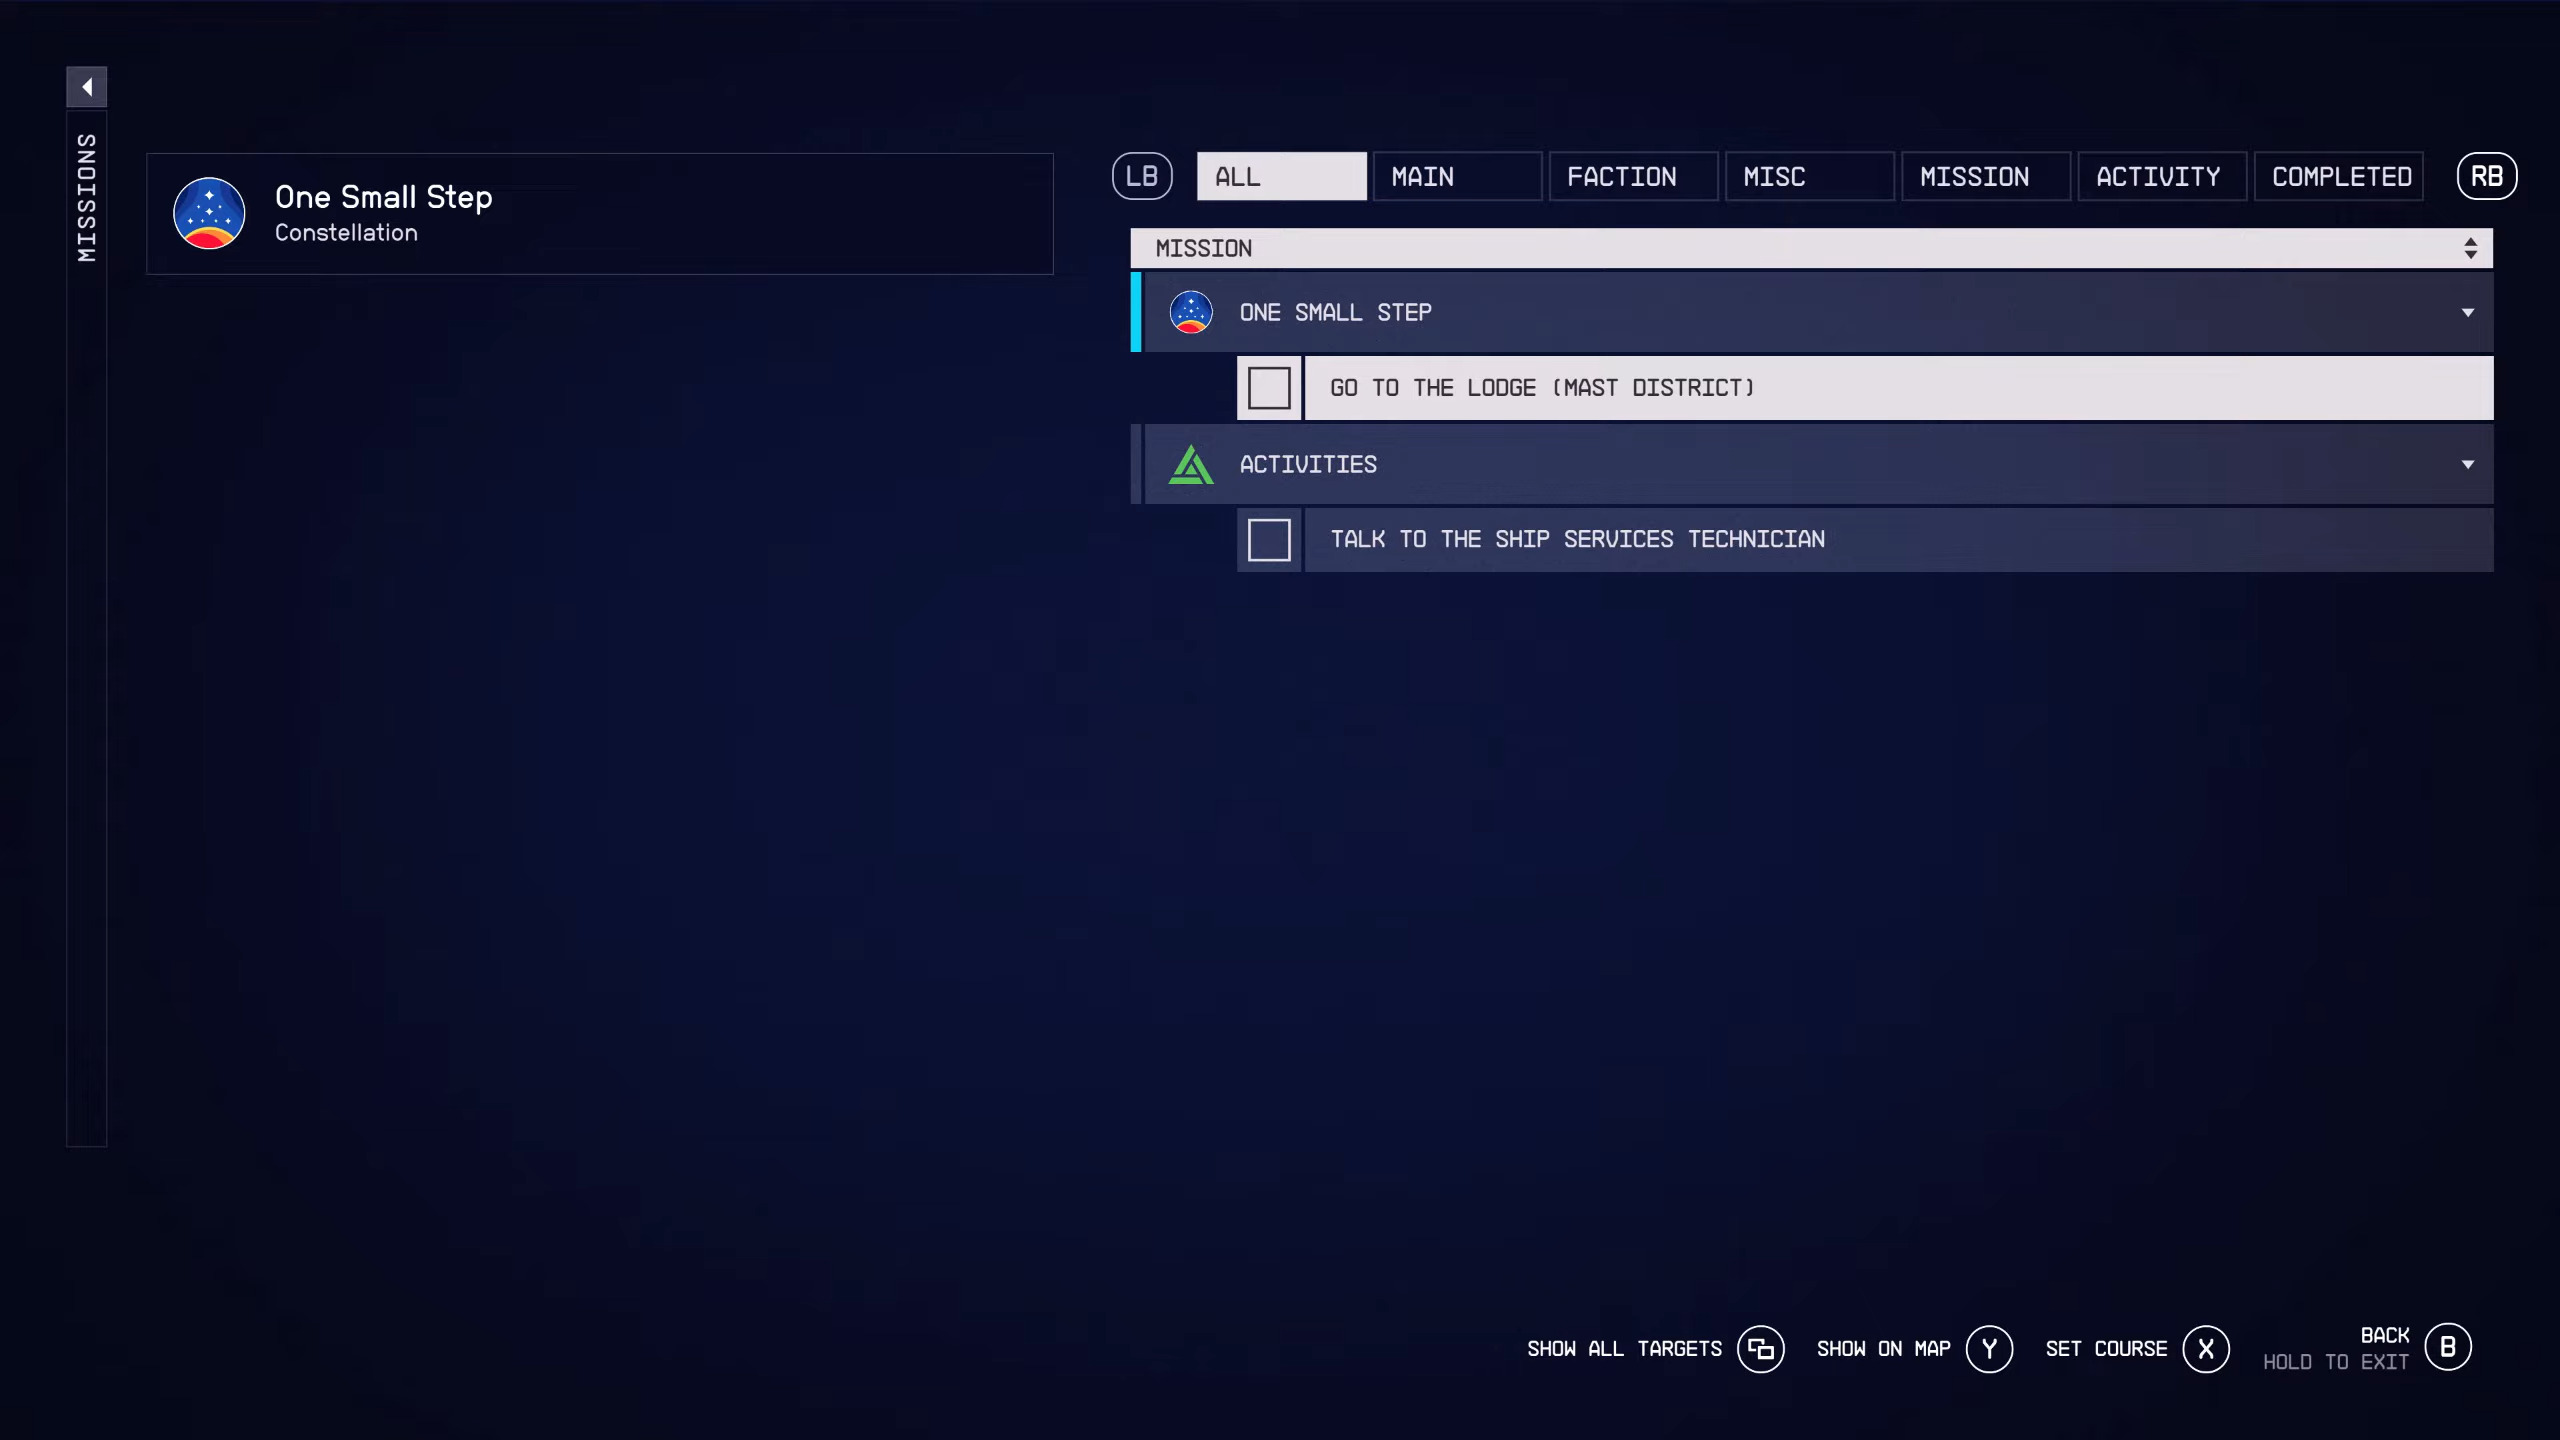 MISSIONS
One Small Step
Constellation
LB ALL MAIN FACTION MISC MISSION ACTIVITY COMPLETED RB
MISSION
ONE SMALL STEP
GO TO THE LODGE (MAST DISTRICT)
ACTIVITIES
TALK TO THE SHIP SERVICES TECHNICIAN
SHOW ALL TARGETS SHOW ON MAP Y SET COURSE X BACK B
HOLD TO EXIT